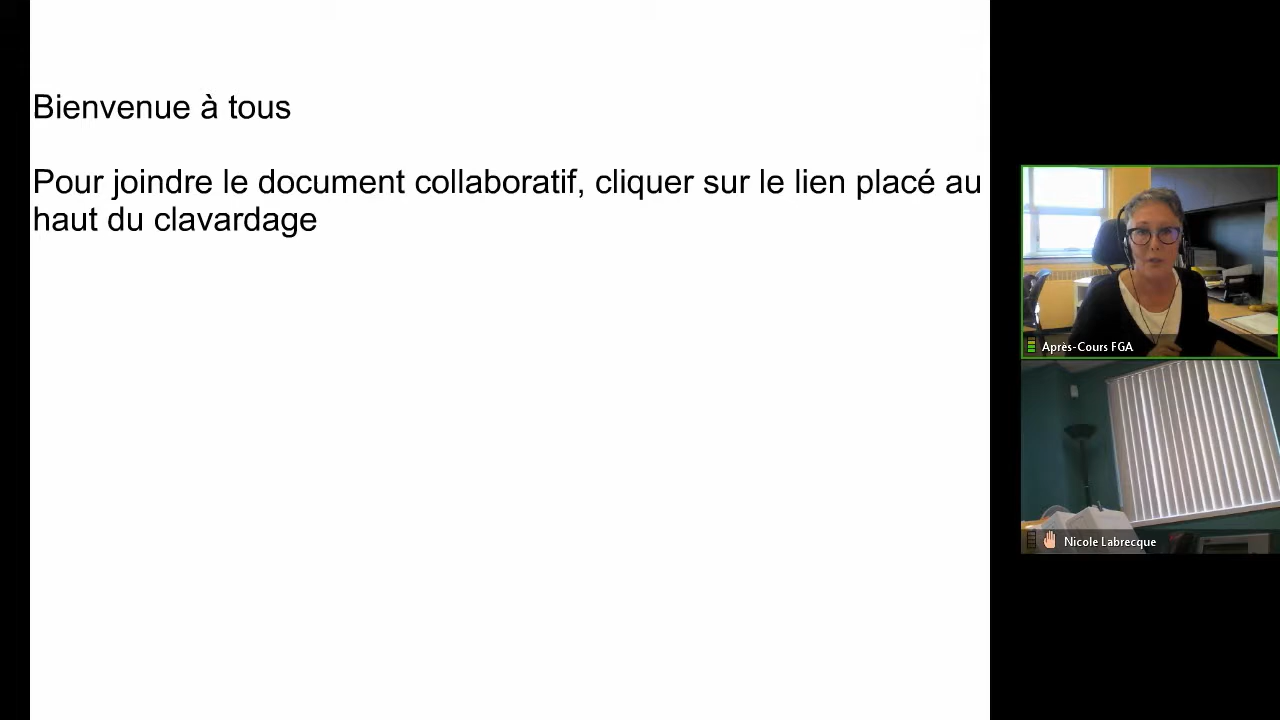 Bienvenue à tous
Pour joindre le document collaboratif, cliquer sur le lien placé au
haut du clavardage
Après-Cours FGA
Nicole Labrecque